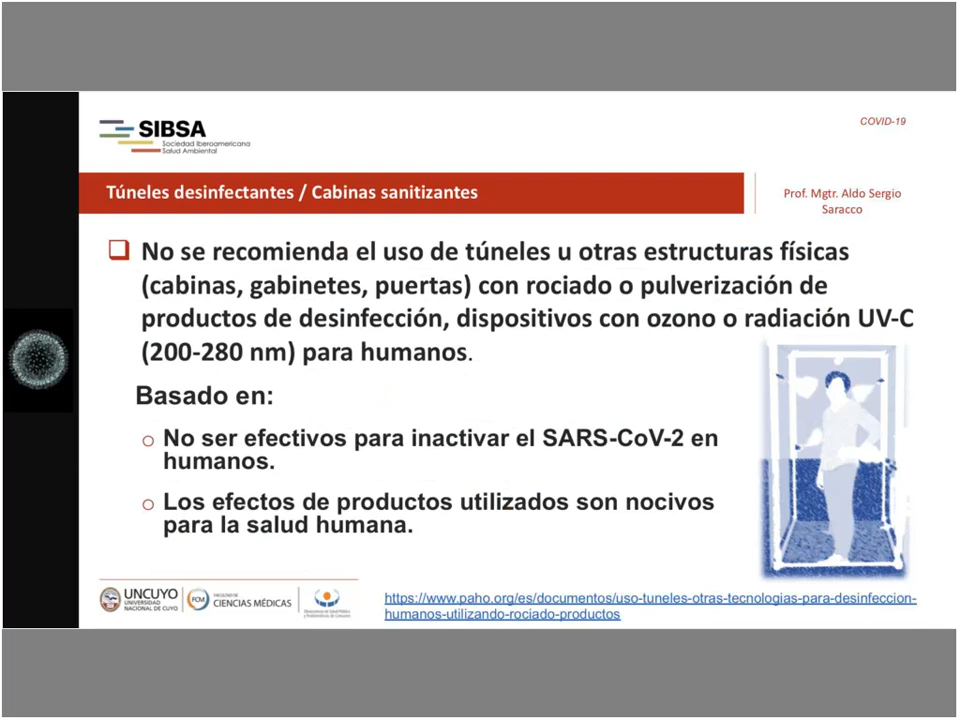 SIBSA
Sociedad Iberoamericana
Salud Ambiental
COVID-19
Túneles desinfectantes / Cabinas sanitizantes
Prof. Mgtr. Aldo Sergio
Saracco
No se recomienda el uso de túneles u otras estructuras físicas
(cabinas, gabinetes, puertas) con rociado o pulverización de
productos de desinfección, dispositivos con ozono o radiación UV-C
(200-280 nm) para humanos.
Basado en:
No ser efectivos para inactivar el SARS-CoV-2 en
humanos.
Los efectos de productos utilizados son nocivos
para la salud humana.
UNCUYO
UNIVERSIDAD
NACIONAL DE CUYO
FCM
FACULTAD DE
CIENCIAS MÉDICAS
https://www.paho.org/es/documentos/uso-tuneles-otras-tecnologias-para-desinfeccion-
humanos-utilizando-rociado-productos